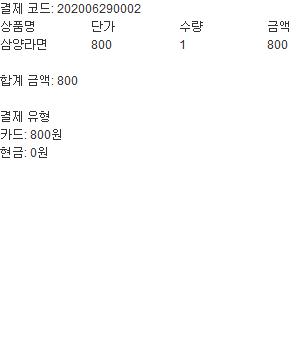 결제 코드: 202006290002
상품명 단가 수량 금액
삼양라면 800 1 800
합계 금액: 800
결제 유형
카드: 800원
현금: 0원